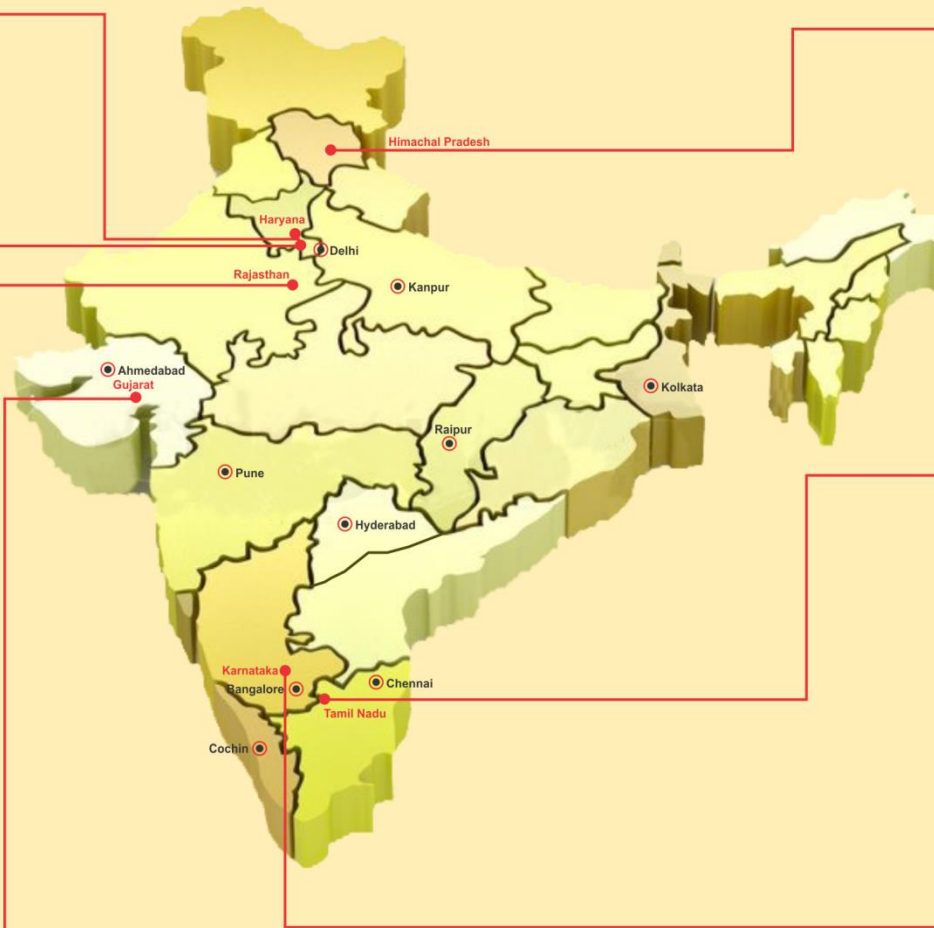 Himachal Pradesh
Haryana
Delhi
Rajasthan
Kanpur
Ahmedabad
Gujarat
Kolkata
Raipur
Pune
Hyderabad
Karnataka
Chennai
Bangalore
Tamil Nadu
Cochin